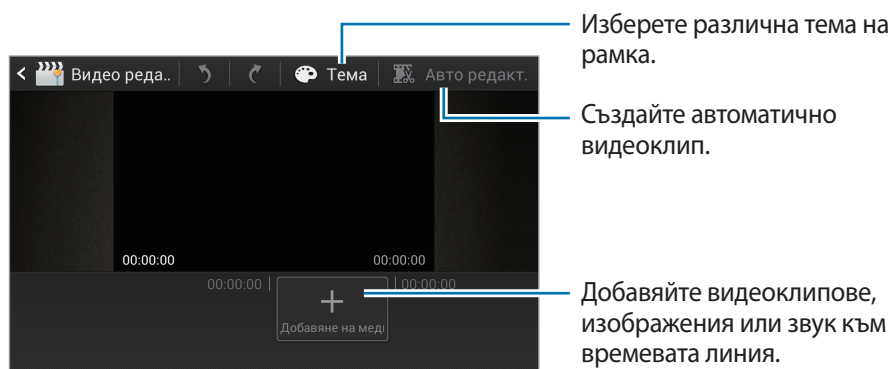 Изберете различна тема на
рамка.
Видео реда.. Тема Авто редакт.
Създайте автоматично
видеоклип.
00:00:00 00:00:00
00:00:00 00:00:00
Добавяне на меди
Добавяйте видеоклипове,
изображения или звук към
времевата линия.